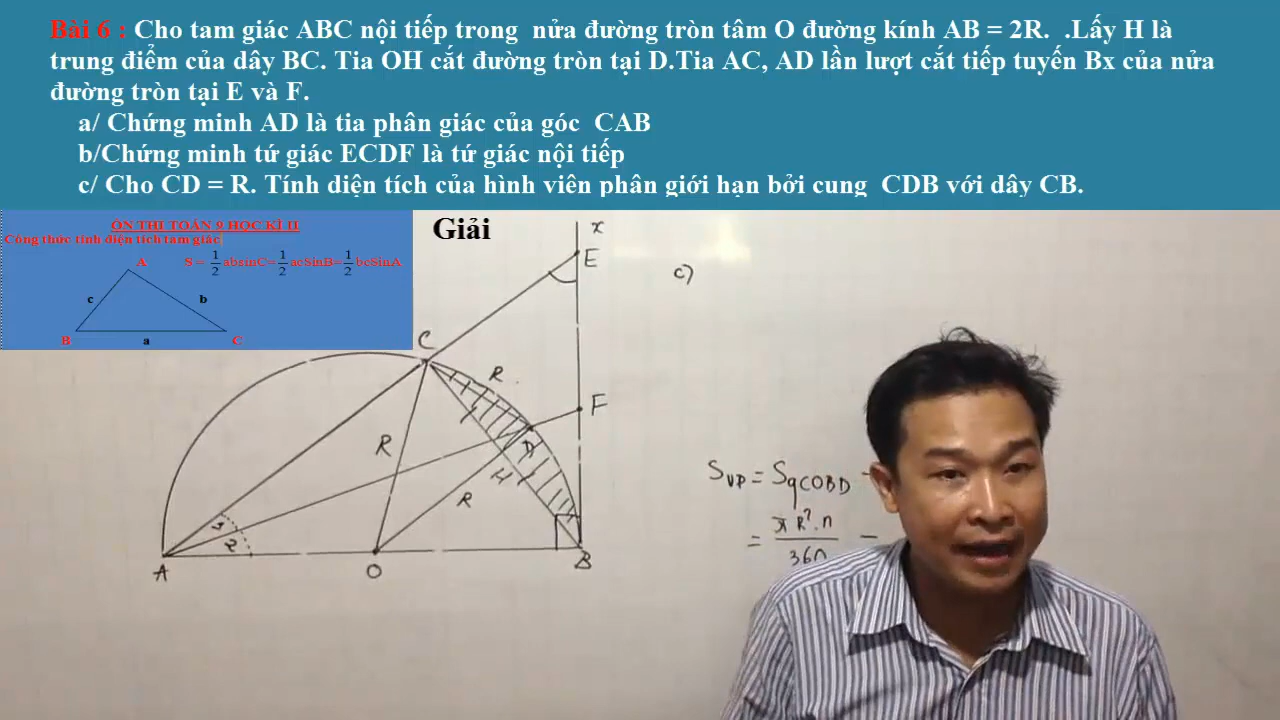 Bài 6 : Cho tam giác ABC nội tiếp trong nửa đường tròn tâm O đường kính AB = 2R. .Lấy H là
trung điểm của dây BC. Tia OH cắt đường tròn tại D.Tia AC, AD lần lượt cắt tiếp tuyến Bx của nửa
đường tròn tại E và F.
a/ Chứng minh AD là tia phân giác của góc CAB
b/Chứng minh tứ giác ECDF là tứ giác nội tiếp
c/ Cho CD = R. Tính diện tích của hình viên phân giới hạn bởi cung CDB với dây CB.
ÔN THI TOÁN 9 HỌC KÌ II
Công thức tính diện tích tam giác
A
S = 1/2 absinC= 1/2 acSinB= 1/2 bcSinA
c
b
B
a
C
Giải
x
E
c)
C
R
F
R
D
H
R
1
2
A
O
B
SVP = SqCOBD -
= πR².n / 360 -